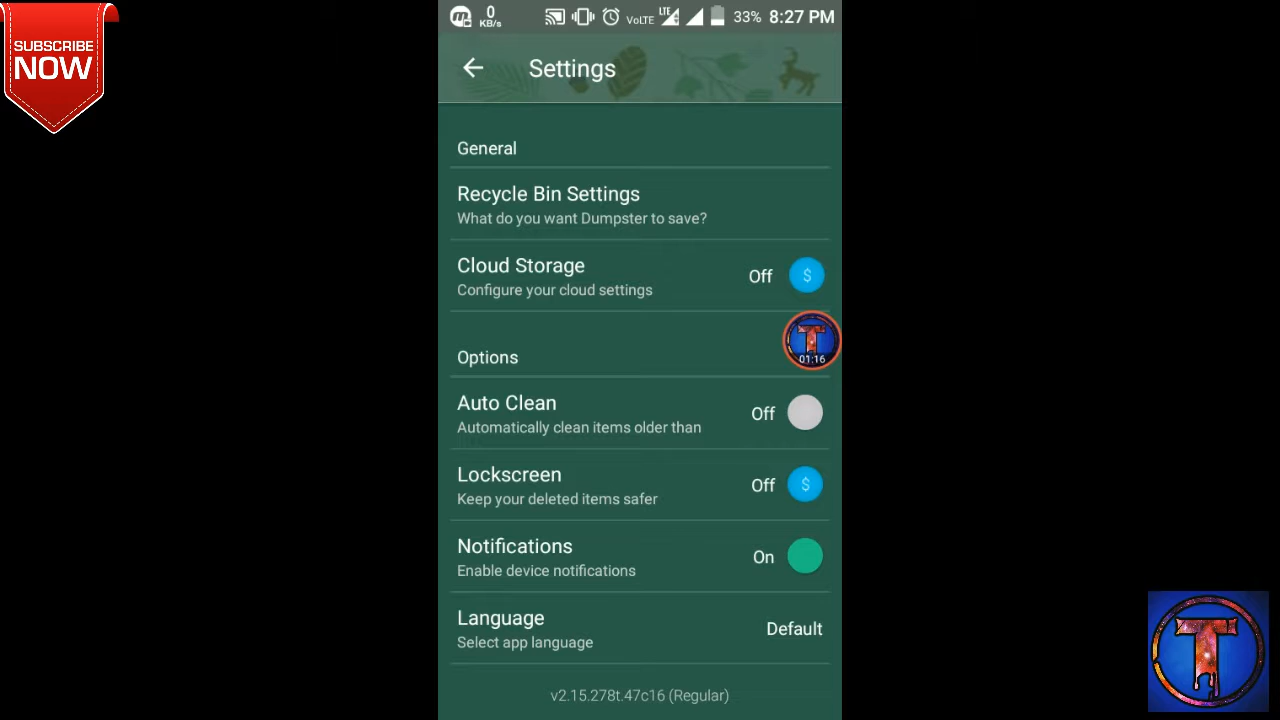 SUBSCRIBE
NOW
0
KB/s
VoLTE
LTE
33%
8:27 PM
Settings
General
Recycle Bin Settings
What do you want Dumpster to save?
Cloud Storage
Configure your cloud settings
Off
$
T
01:16
Options
Auto Clean
Automatically clean items older than
Off
Lockscreen
Keep your deleted items safer
Off
$
Notifications
Enable device notifications
On
Language
Select app language
Default
v2.15.278t.47c16 (Regular)
T